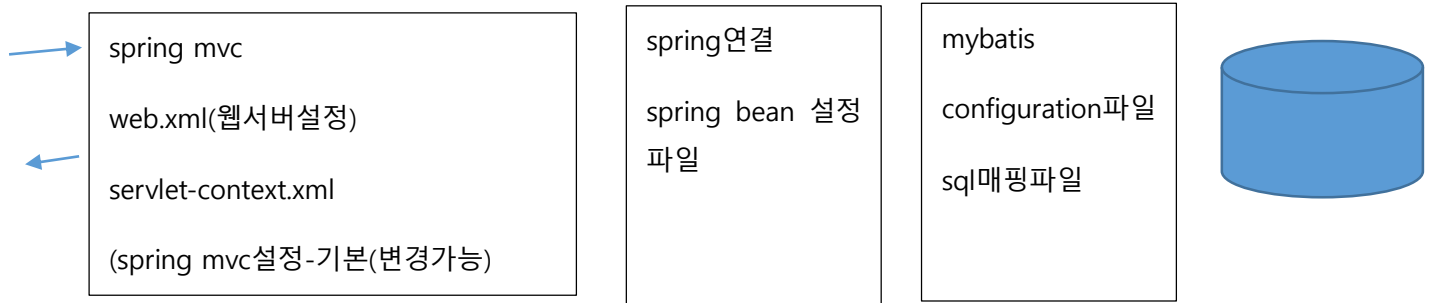 spring mvc
web.xml(웹서버설정)
servlet-context.xml
(spring mvc설정-기본(변경가능)
spring연결
spring bean 설정
파일
mybatis
configuration파일
sql매핑파일